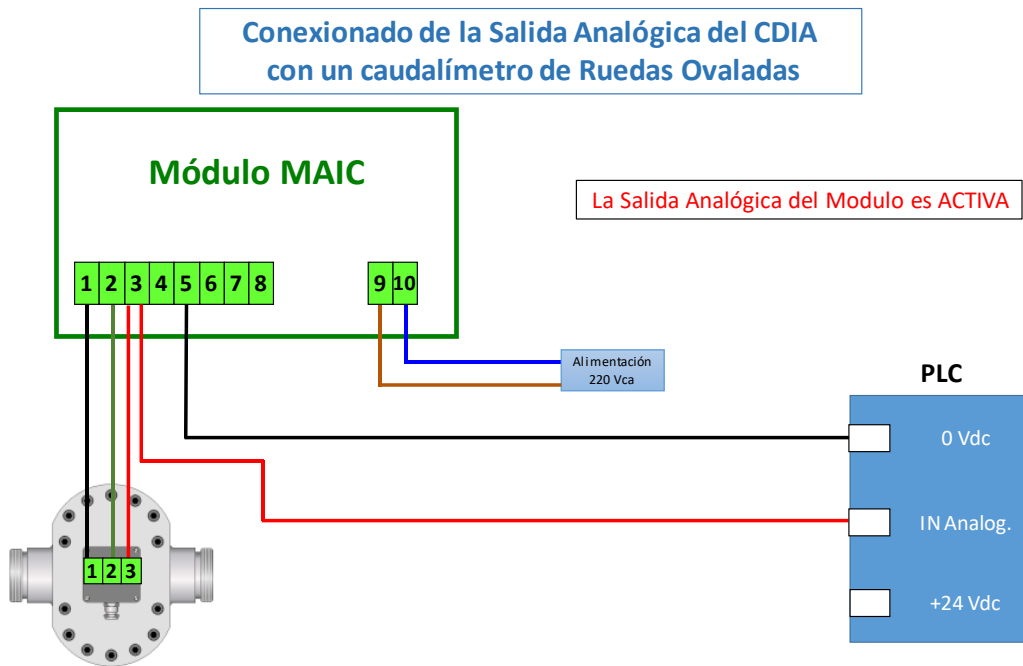 Conexionado de la Salida Analógica del CDIA
con un caudalímetro de Ruedas Ovaladas
Módulo MAIC
La Salida Analógica del Modulo es ACTIVA
1 2 3 4 5 6 7 8 9 10
Alimentación
220 Vca
PLC
0 Vdc
IN Analog.
+24 Vdc
1 2 3